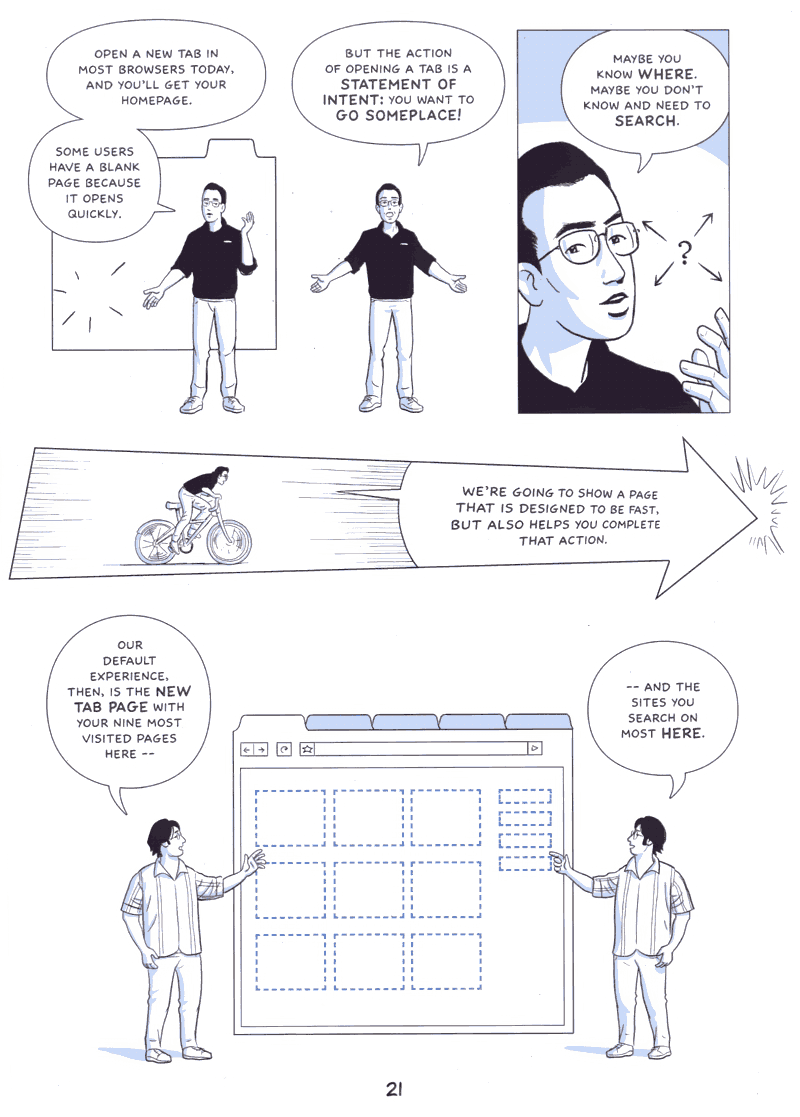 OPEN A NEW TAB IN
MOST BROWSERS TODAY,
AND YOU'LL GET YOUR
HOMEPAGE.
SOME USERS
HAVE A BLANK
PAGE BECAUSE
IT OPENS
QUICKLY.
BUT THE ACTION
OF OPENING A TAB IS A
STATEMENT OF
INTENT: YOU WANT TO
GO SOMEPLACE!
MAYBE YOU
KNOW WHERE.
MAYBE YOU DON'T
KNOW AND NEED TO
SEARCH.
?
WE'RE GOING TO SHOW A PAGE
THAT IS DESIGNED TO BE FAST,
BUT ALSO HELPS YOU COMPLETE
THAT ACTION.
OUR
DEFAULT
EXPERIENCE,
THEN, IS THE NEW
TAB PAGE WITH
YOUR NINE MOST
VISITED PAGES
HERE --
-- AND THE
SITES YOU
SEARCH ON
MOST HERE.
21